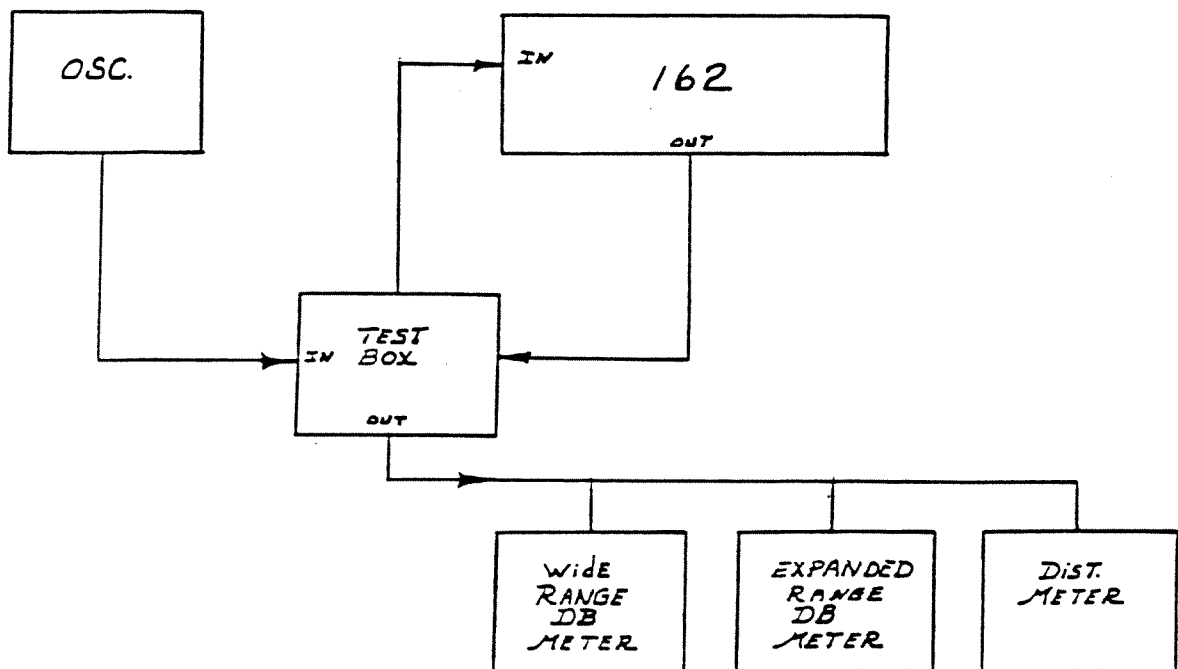 OSC.
IN
162
OUT
TEST
IN BOX
OUT
WidE
RANGE
DB
METER
EXPANDED
RANGE
DB
METER
DiST.
METER